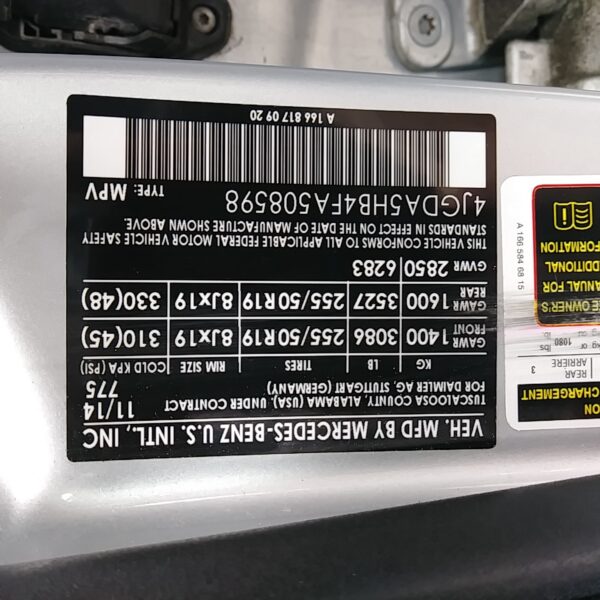 VEH. MFD BY MERCEDES-BENZ U.S. INTL., INC
TUSCALOOSA COUNTY, ALABAMA (USA). UNDER CONTRACT
FOR DAIMLER AG, STUTTGART (GERMANY)
11/14
775
KG LB TIRES RIM SIZE COLD KPA (PSI)
GAWR FRONT 1400 3086 255/50R19 8Jx19 310(45)
GAWR REAR 1600 3527 255/50R19 8Jx19 330(48)
GVWR 2850 6283
THIS VEHICLE CONFORMS TO ALL APPLICABLE FEDERAL MOTOR VEHICLE SAFETY
STANDARDS IN EFFECT ON THE DATE OF MANUFACTURE SHOWN ABOVE.
4JGDA5HB4FA508598
TYPE: MPV
A 166 817 09 20
CHARGEMENT
REAR
ARRIÈRE
3
kg or 1080 lbs
E OWNER'S
MANUAL FOR
ADDITIONAL
FORMATION
A 166 584 68 15